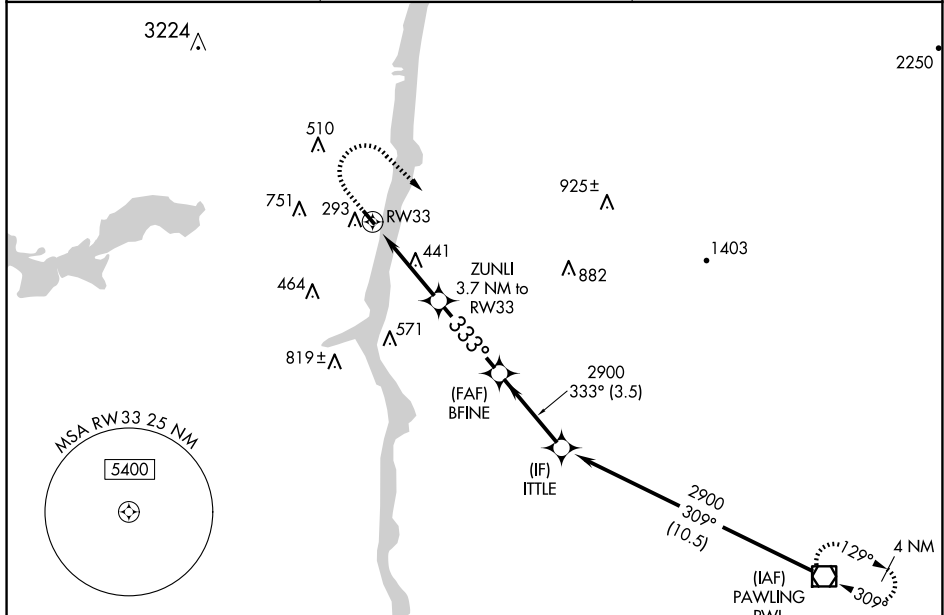 3224
2250
510
925±
751
293
RW33
441
1403
ZUNLI
3.7 NM to
RW33
882
464
333°
571
819±
2900
333° (3.5)
(FAF)
BFINE
MSA RW33 25 NM
5400
(IF)
ITTLE
2900
309°
(10.5)
129°
4 NM
(IAF)
PAWLING
309°
PWL